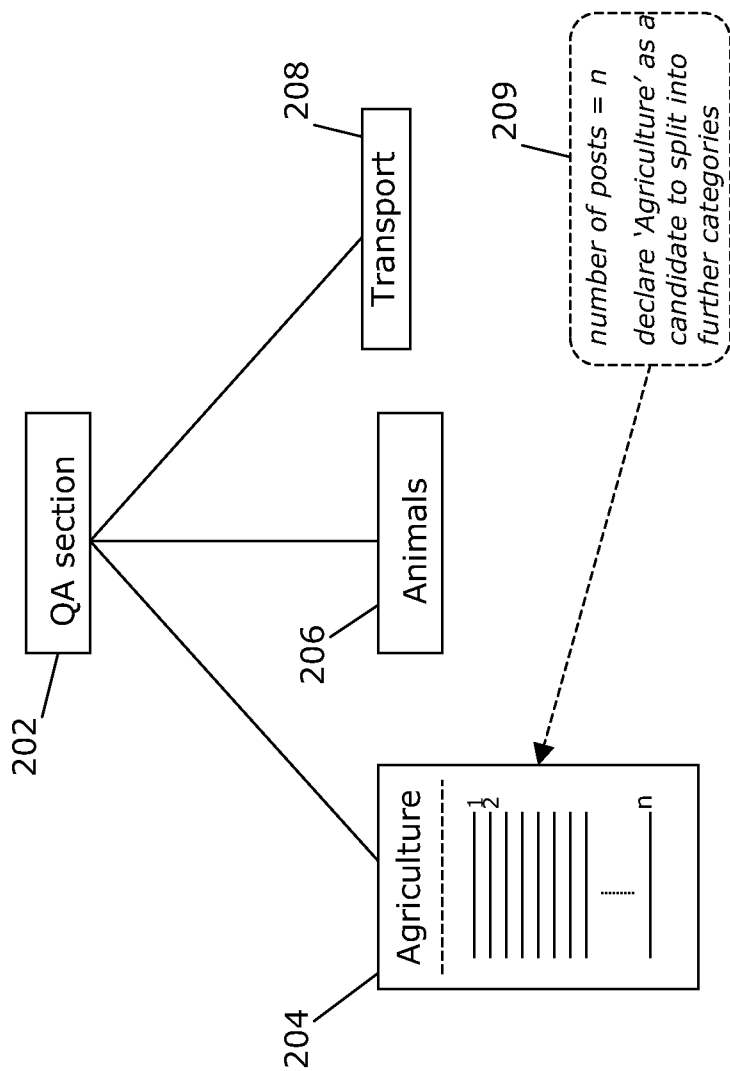 202
QA section
204
Agriculture
1
2
n
206
Animals
208
Transport
209
number of posts = n
declare ‘Agriculture’ as a
candidate to split into
further categories